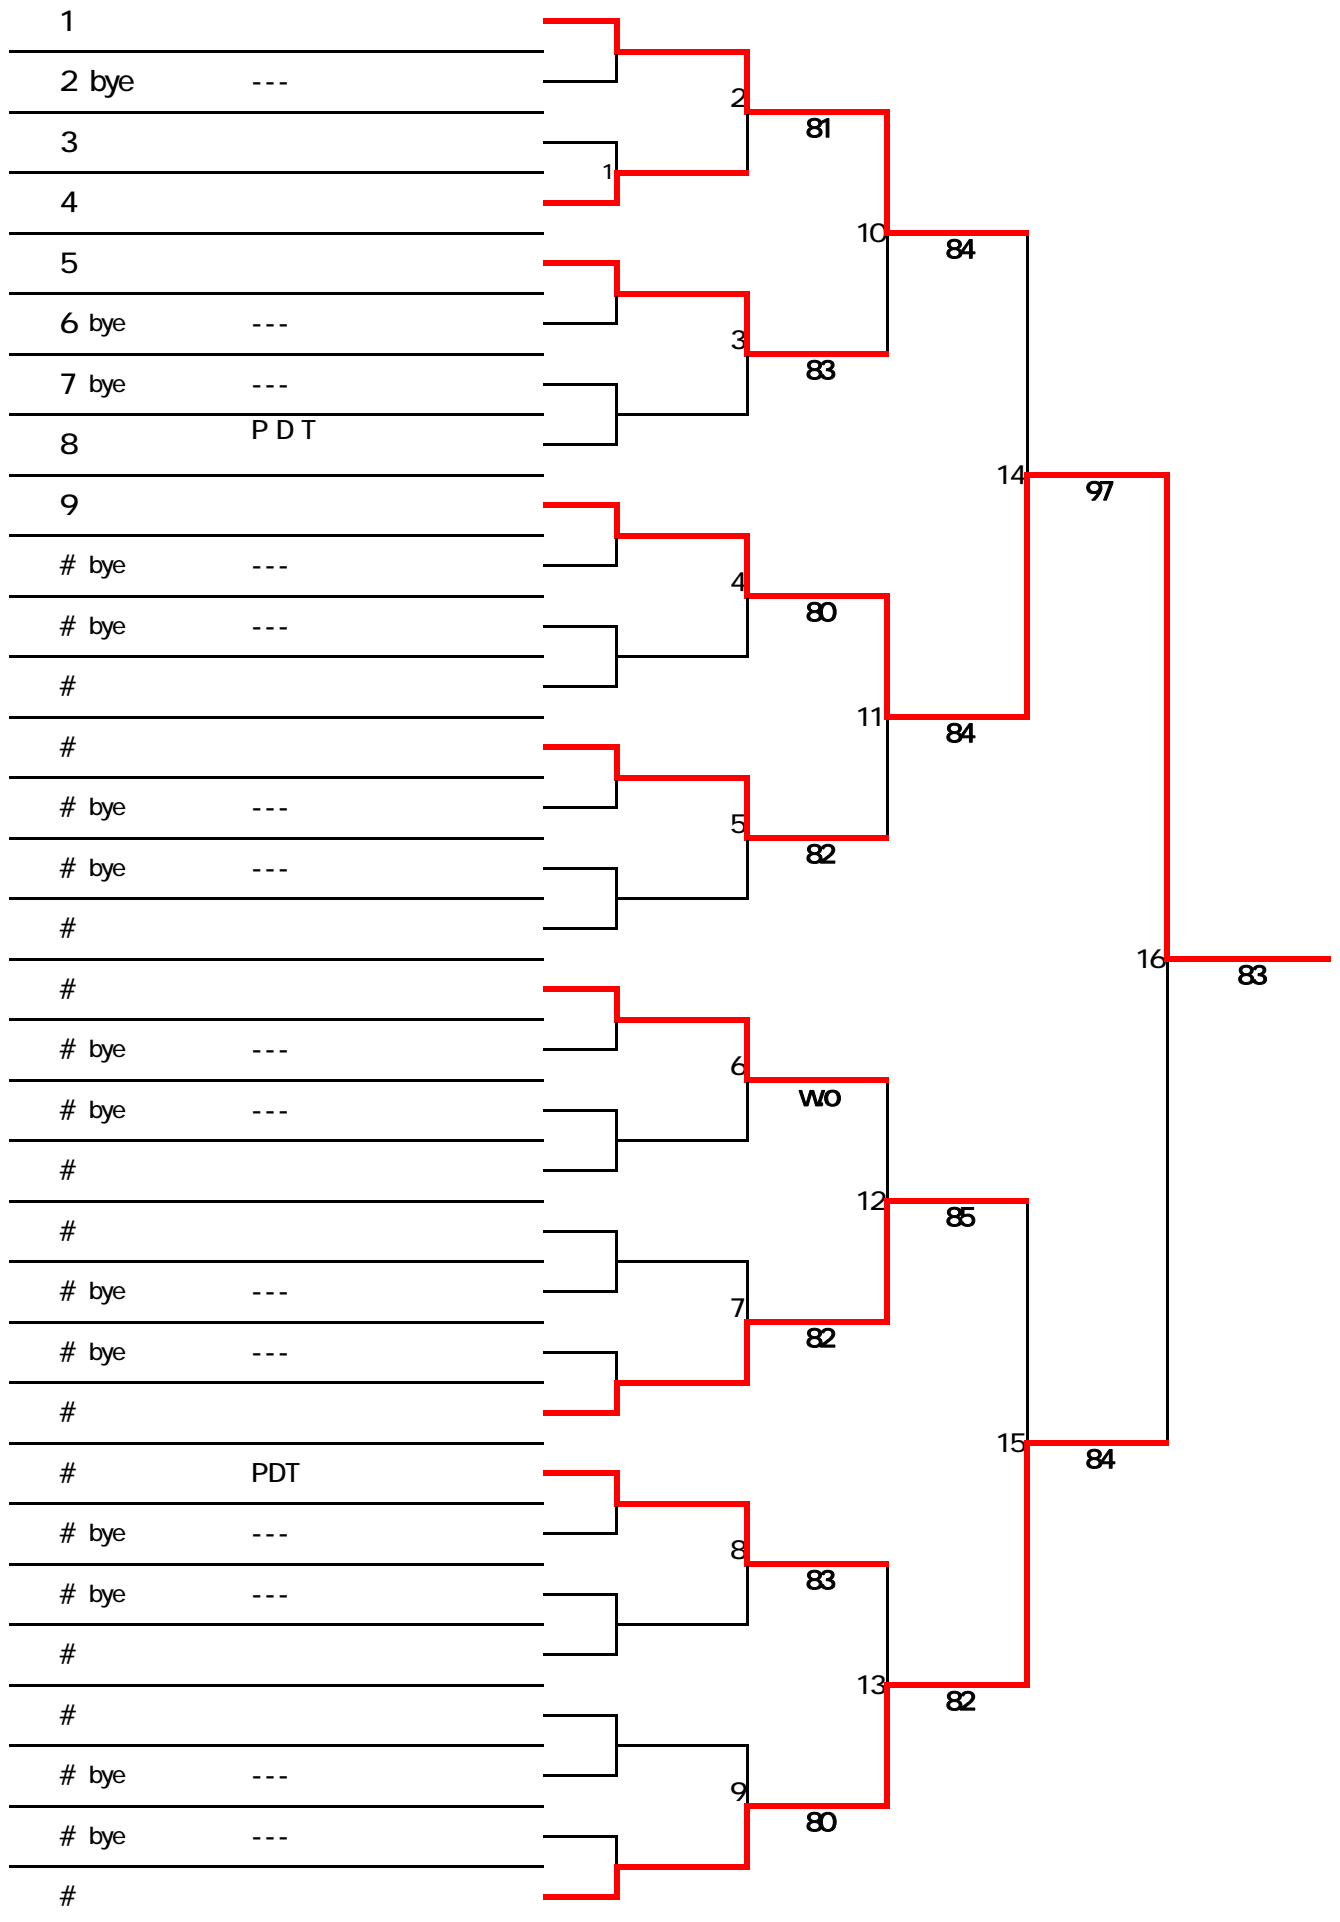 1
2 bye ---
2
81
3
1
4
10
84
5
6 bye ---
3
83
7 bye ---
PDT
8
14
97
9
# bye ---
4
80
# bye ---
#
11
84
#
# bye ---
5
82
# bye ---
#
16
83
#
# bye ---
6
w.o
# bye ---
#
12
85
#
# bye ---
7
82
# bye ---
#
15
84
# PDT
# bye ---
8
83
# bye ---
#
13
82
#
# bye ---
9
80
# bye ---
#